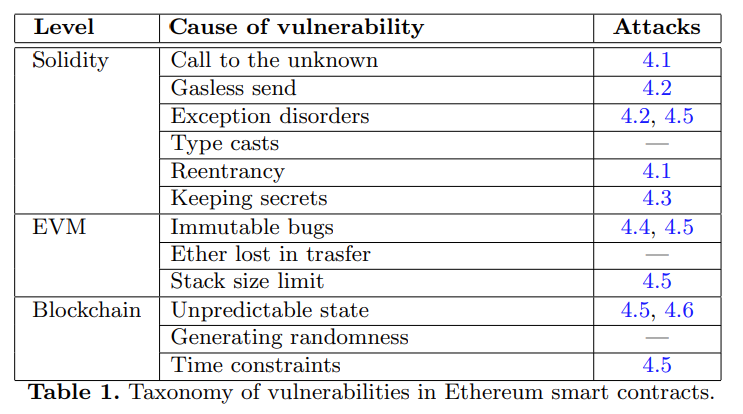 Level Cause of vulnerability Attacks
Solidity Call to the unknown 4.1
Gasless send 4.2
Exception disorders 4.2, 4.5
Type casts —
Reentrancy 4.1
Keeping secrets 4.3
EVM Immutable bugs 4.4, 4.5
Ether lost in trasfer —
Stack size limit 4.5
Blockchain Unpredictable state 4.5, 4.6
Generating randomness —
Time constraints 4.5
Table 1. Taxonomy of vulnerabilities in Ethereum smart contracts.